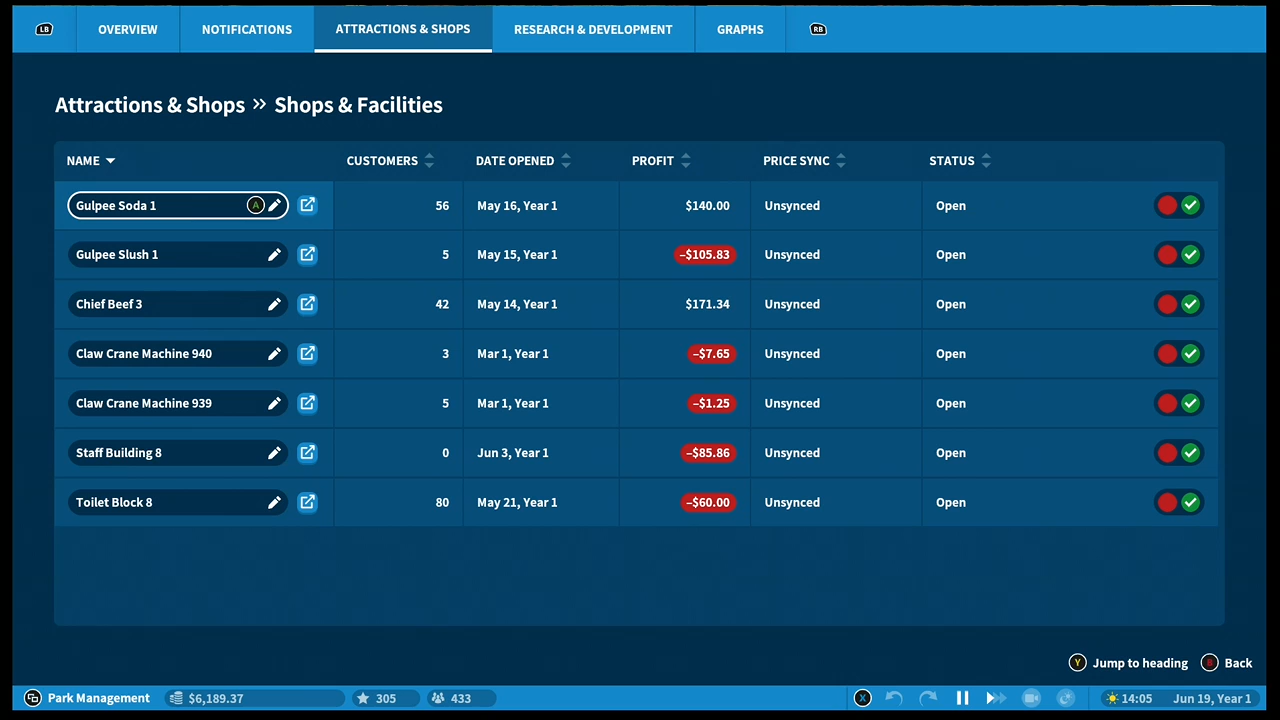 LB OVERVIEW NOTIFICATIONS ATTRACTIONS & SHOPS RESEARCH & DEVELOPMENT GRAPHS RB
Attractions & Shops » Shops & Facilities
NAME CUSTOMERS DATE OPENED PROFIT PRICE SYNC STATUS
Gulpee Soda 1 A 56 May 16, Year 1 $140.00 Unsynced Open
Gulpee Slush 1 5 May 15, Year 1 –$105.83 Unsynced Open
Chief Beef 3 42 May 14, Year 1 $171.34 Unsynced Open
Claw Crane Machine 940 3 Mar 1, Year 1 –$7.65 Unsynced Open
Claw Crane Machine 939 5 Mar 1, Year 1 –$1.25 Unsynced Open
Staff Building 8 0 Jun 3, Year 1 –$85.86 Unsynced Open
Toilet Block 8 80 May 21, Year 1 –$60.00 Unsynced Open
Y Jump to heading B Back
Park Management $6,189.37 305 433 X 14:05 Jun 19, Year 1